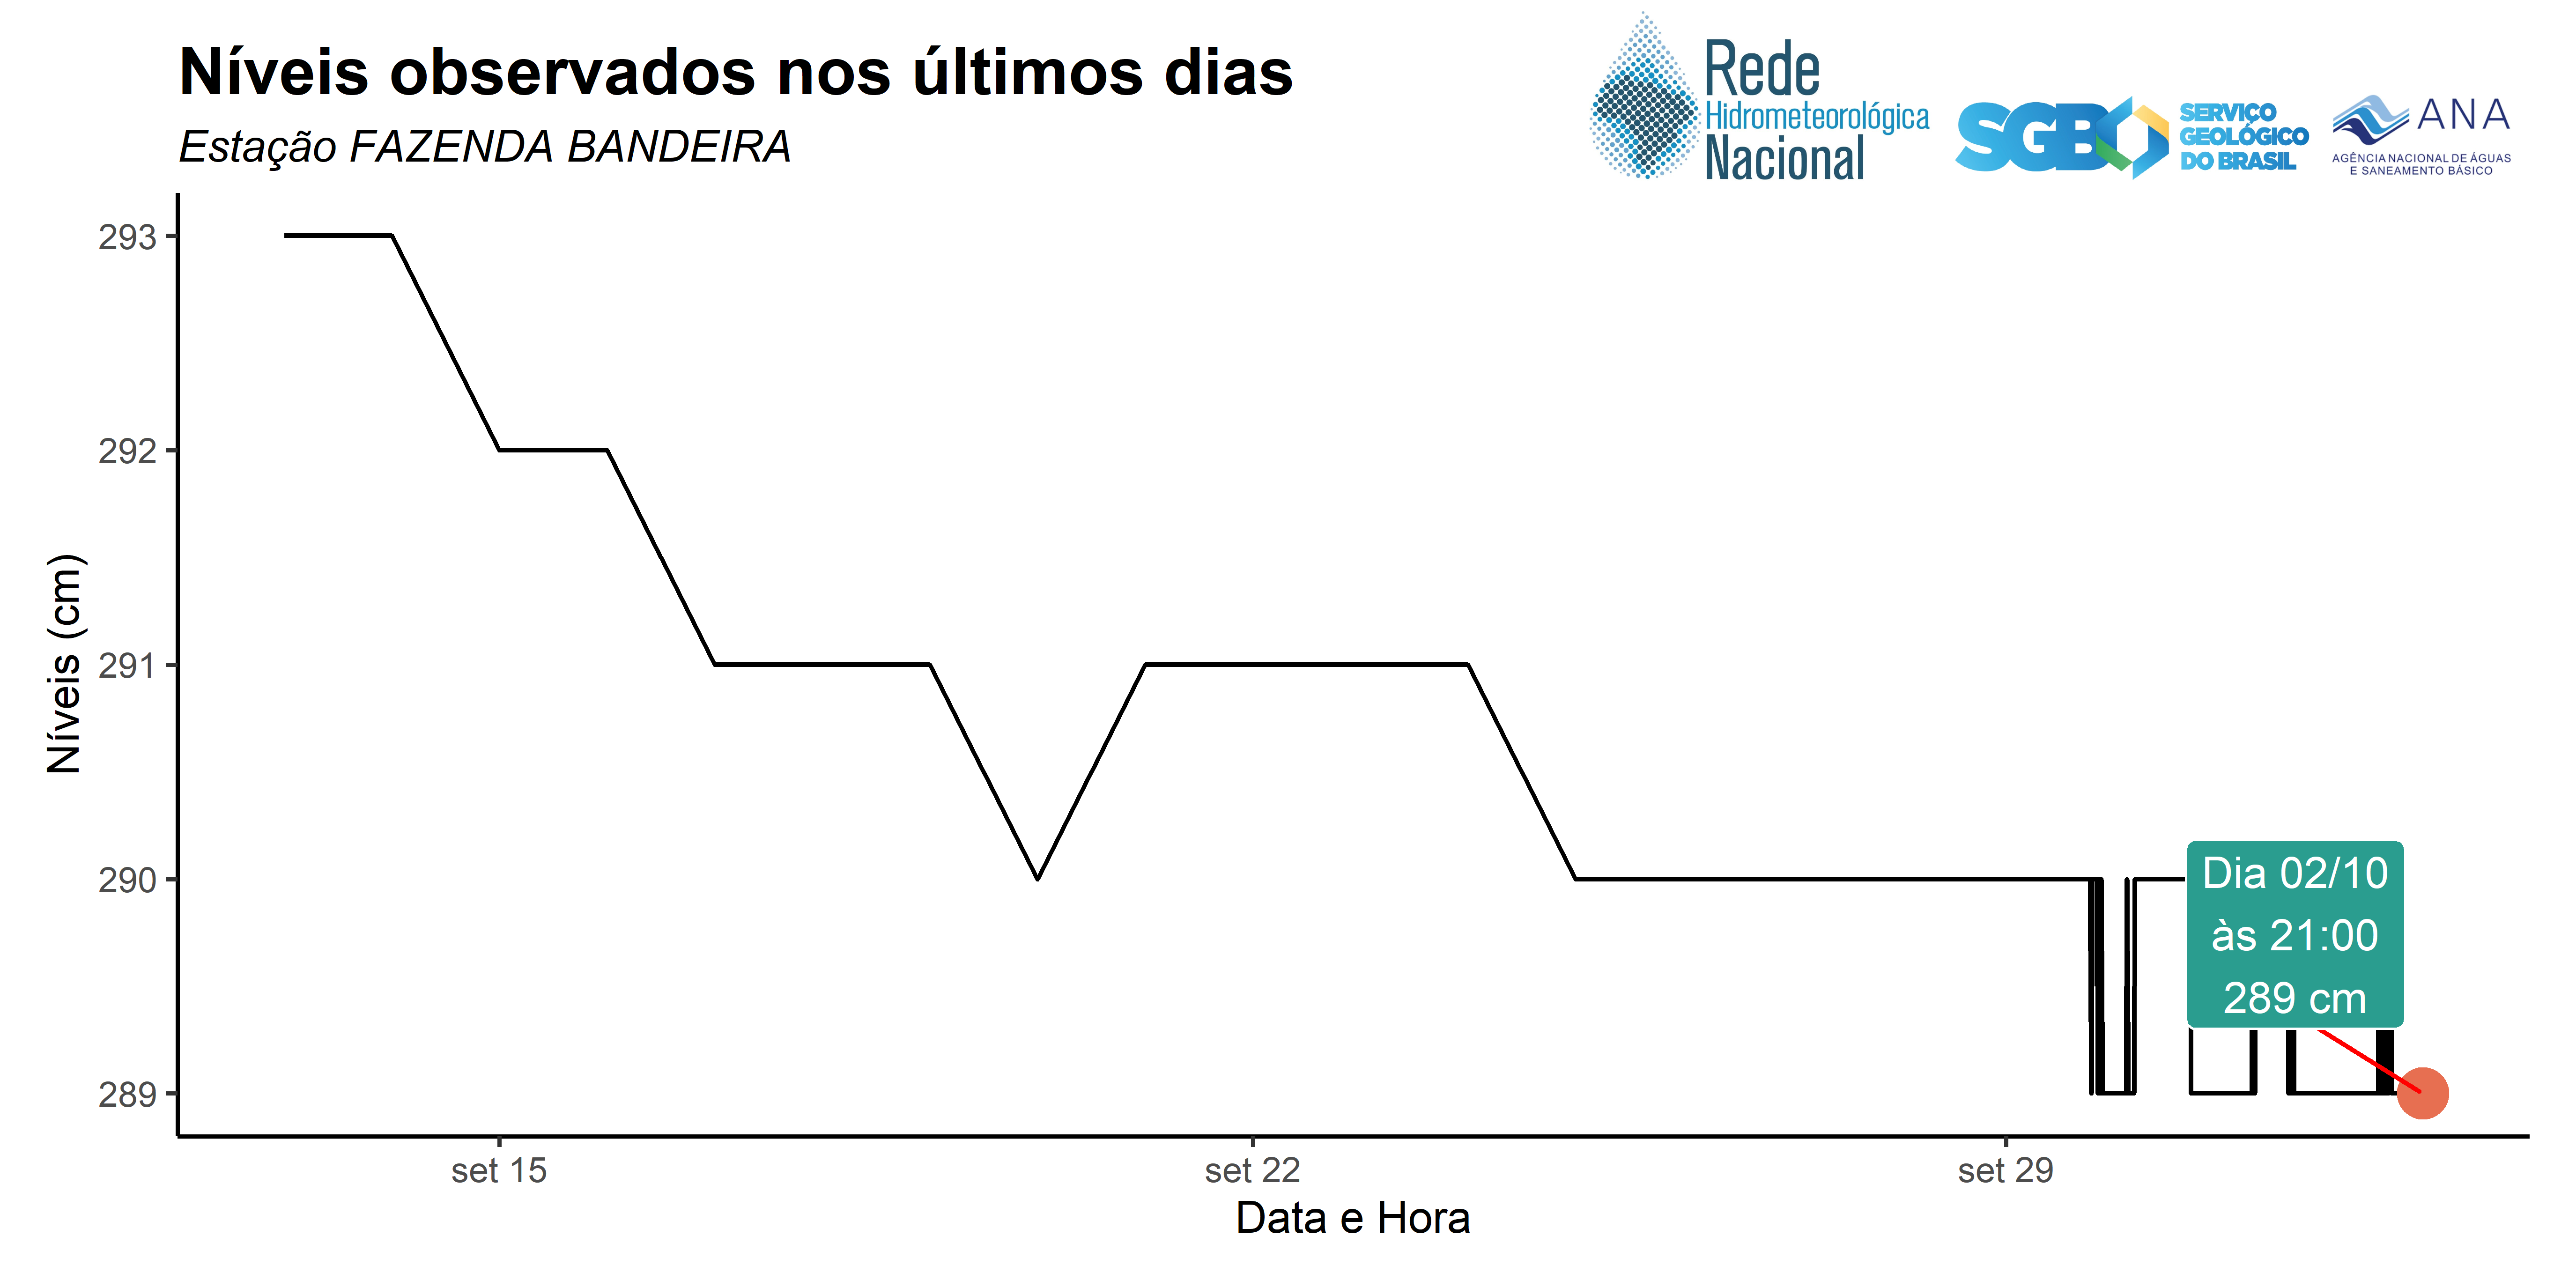 Níveis observados nos últimos dias
Estação FAZENDA BANDEIRA
Rede
Hidrometeorológica
Nacional
SGB
SERVIÇO
GEOLÓGICO
DO BRASIL
ANA
AGÊNCIA NACIONAL DE ÁGUAS
E SANEAMENTO BÁSICO
Níveis (cm)
293
292
291
290
289
Dia 02/10
às 21:00
289 cm
set 15
set 22
set 29
Data e Hora